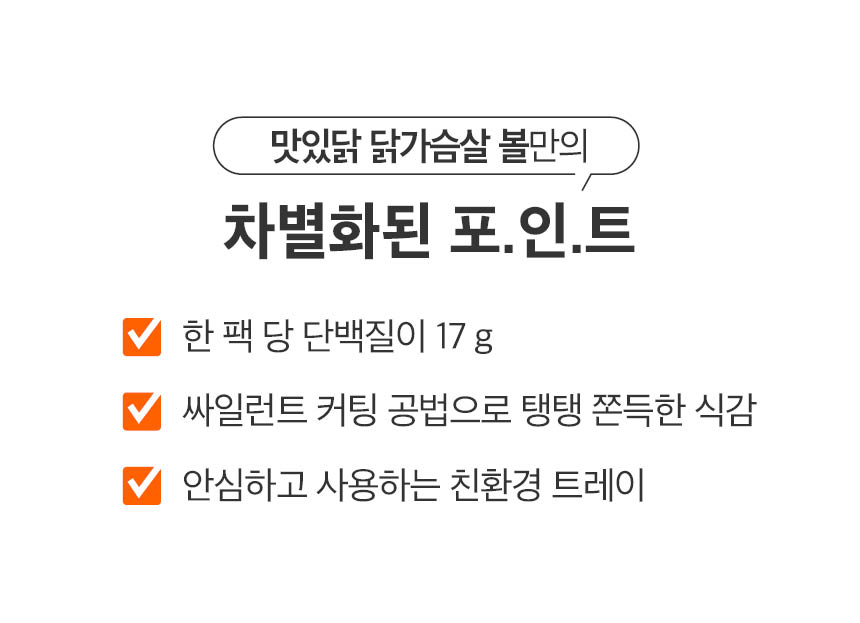 맛있닭 닭가슴살 볼만의
차별화된 포.인.트
한 팩 당 단백질이 17 g
싸일런트 커팅 공법으로 탱탱 쫀득한 식감
안심하고 사용하는 친환경 트레이